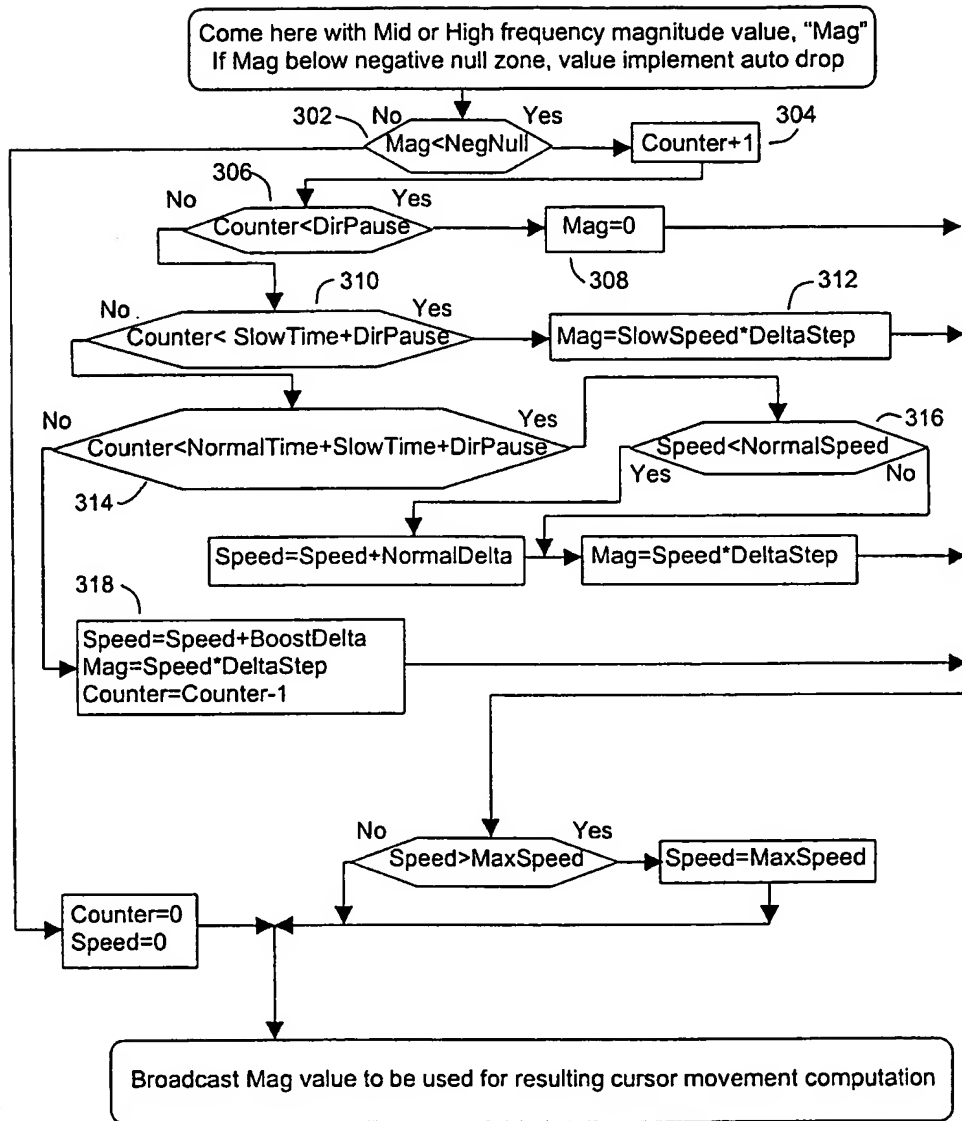 Come here with Mid or High frequency magnitude value, "Mag"
If Mag below negative null zone, value implement auto drop
302
No
Yes
304
Mag<NegNull
Counter+1
306
No
Yes
Counter<DirPause
Mag=0
308
310
312
No
Yes
Counter< SlowTime+DirPause
Mag=SlowSpeed*DeltaStep
No
Yes
316
Counter<NormalTime+SlowTime+DirPause
Speed<NormalSpeed
Yes
No
314
Speed=Speed+NormalDelta
Mag=Speed*DeltaStep
318
Speed=Speed+BoostDelta
Mag=Speed*DeltaStep
Counter=Counter-1
No
Yes
Speed>MaxSpeed
Speed=MaxSpeed
Counter=0
Speed=0
Broadcast Mag value to be used for resulting cursor movement computation